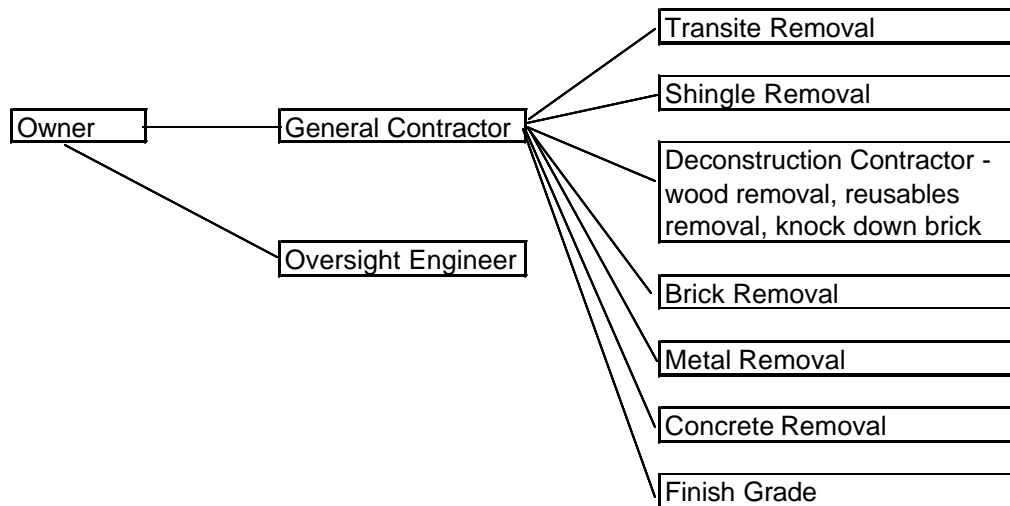 Owner
General Contractor
Oversight Engineer
Transite Removal
Shingle Removal
Deconstruction Contractor -
wood removal, reusables
removal, knock down brick
Brick Removal
Metal Removal
Concrete Removal
Finish Grade